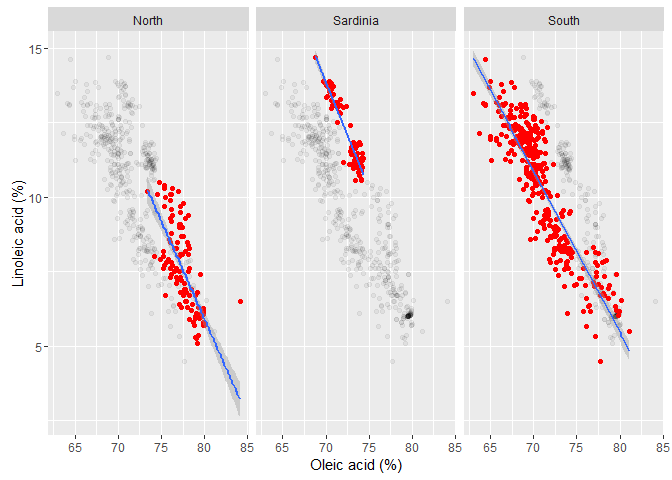 North Sardinia South
15
10
5
Linoleic acid (%)
65 70 75 80 85 65 70 75 80 85 65 70 75 80 85
Oleic acid (%)